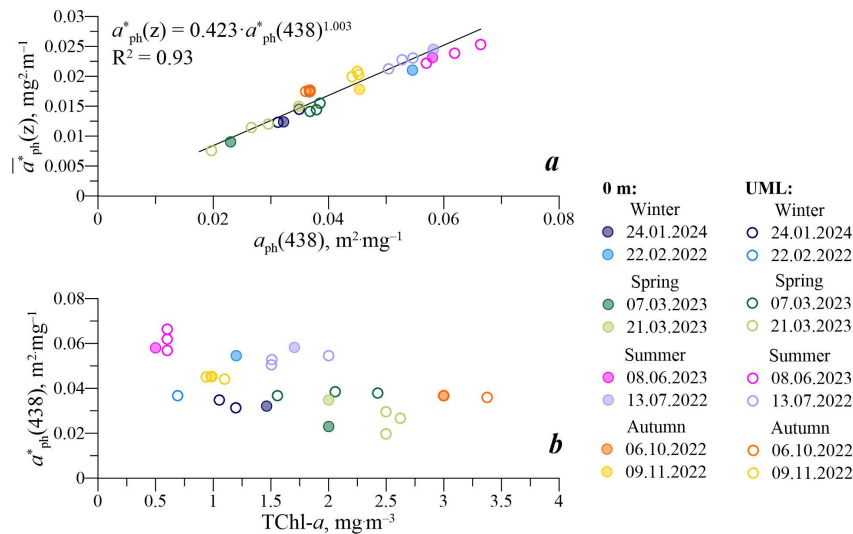 a*ph(z) = 0.423·a*ph(438)^1.003
R² = 0.93
a
0.03
0.025
0.02
0.015
0.01
0.005
0
a̅*ph(z), mg²·m⁻¹
0 0.02 0.04 0.06 0.08
aph(438), m²·mg⁻¹
b
0.08
0.06
0.04
0.02
0
a*ph(438), m²·mg⁻¹
0 0.5 1 1.5 2 2.5 3 3.5 4
TChl-a, mg·m⁻³
0 m:
Winter
24.01.2024
22.02.2022
Spring
07.03.2023
21.03.2023
Summer
08.06.2023
13.07.2022
Autumn
06.10.2022
09.11.2022
UML:
Winter
24.01.2024
22.02.2022
Spring
07.03.2023
21.03.2023
Summer
08.06.2023
13.07.2022
Autumn
06.10.2022
09.11.2022